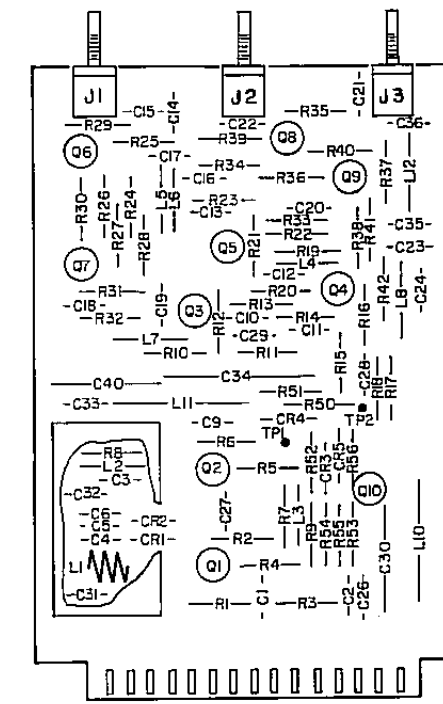 J1 J2 J3
C15 C14 C21
R29 C22 R35 C36
Q6 R25 R39 Q8
C17 R34 R40 R37 L12
C16 R36 Q9
R30 R26 R24 L5 L6 R23
C13 C20
R27 R28 R33 R38 R41 C35
Q5 R21 R22 C23
Q7 R19
L4
C12
R31 C19 R20 Q4 R42 L8 C24
C18 R13
R32 Q3 R12 C10 R14 R16
L7 C29 C11
R10 R11 R15
C34 C28
C40 R51 R18 R17
C33 L11 R50
C9 CR4 TP2
R6 TP1
R8 R52 CR3 CR5 R56
L2 Q2 R5
C3 Q10
C32
C6 C27 R7 L3
C5 CR2 R9 R54 R55 R53
C4 CR1 R2 C30 L10
L1 Q1 R4
C31
R1 C1 R3 C2 C26